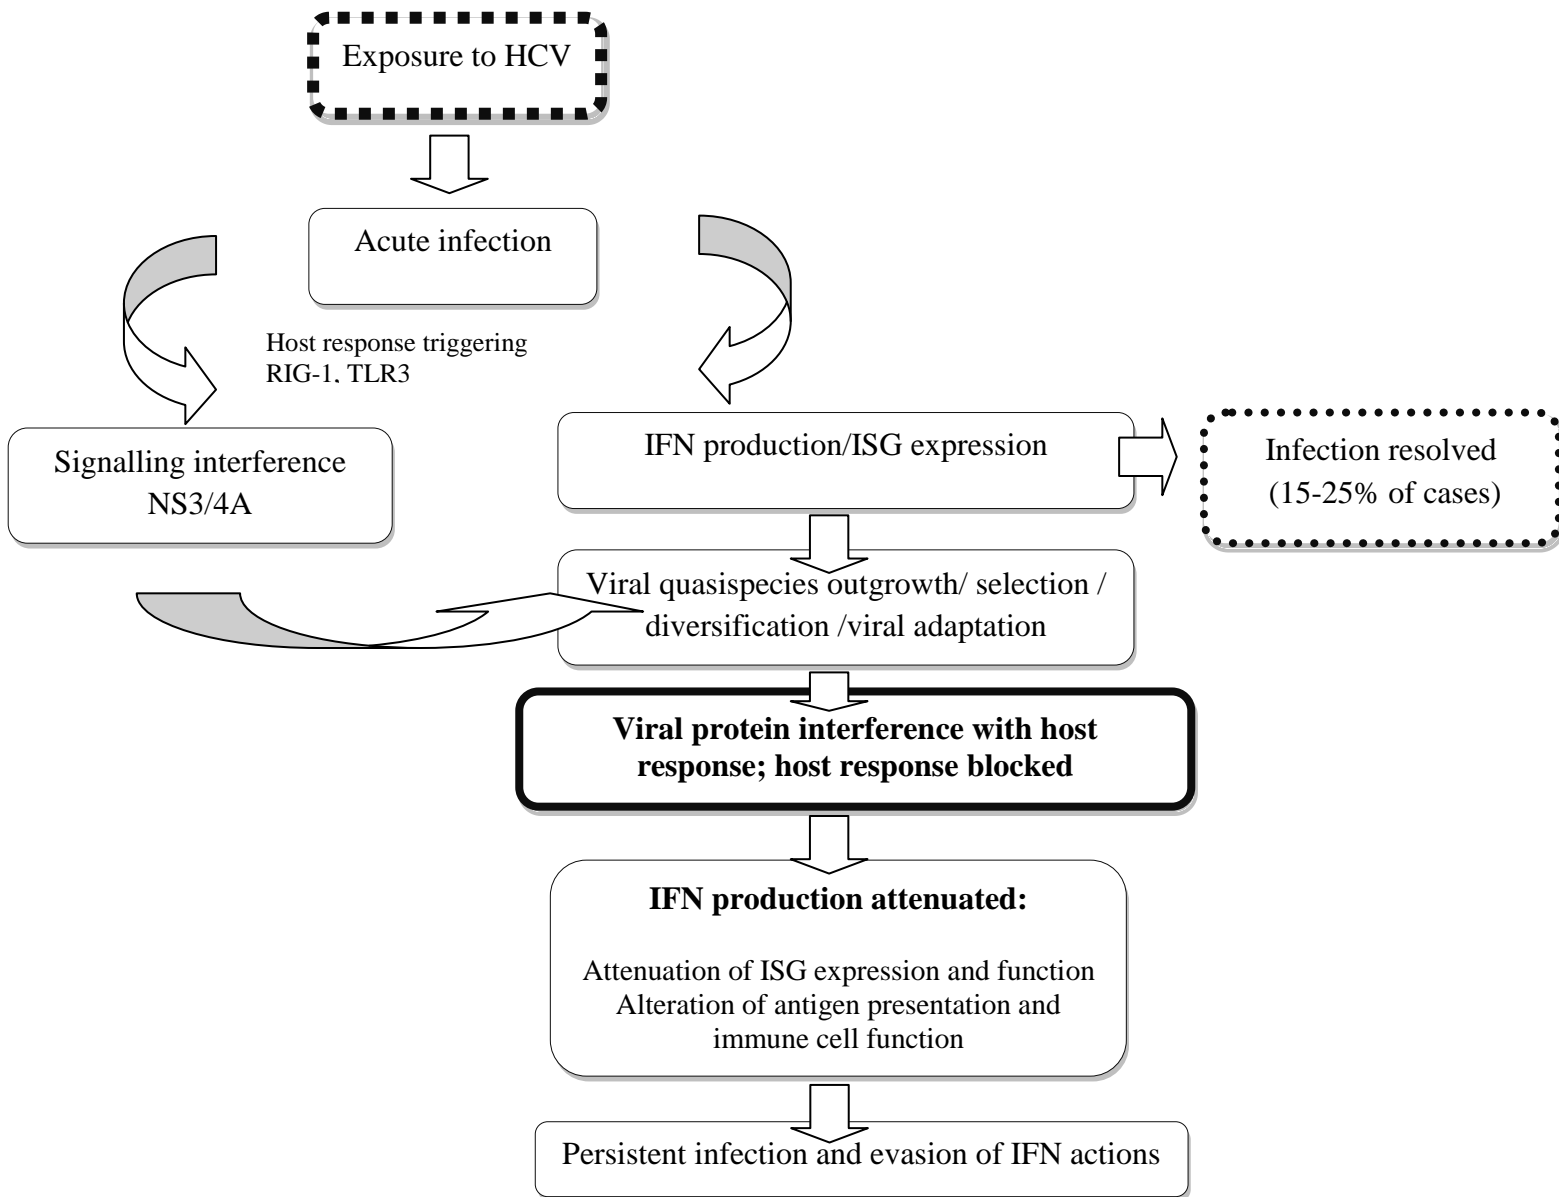 Exposure to HCV
Acute infection
Host response triggering
RIG-1, TLR3
Signalling interference
NS3/4A
IFN production/ISG expression
Infection resolved
(15-25% of cases)
Viral quasispecies outgrowth/ selection /
diversification /viral adaptation
Viral protein interference with host
response; host response blocked
IFN production attenuated:
Attenuation of ISG expression and function
Alteration of antigen presentation and
immune cell function
Persistent infection and evasion of IFN actions